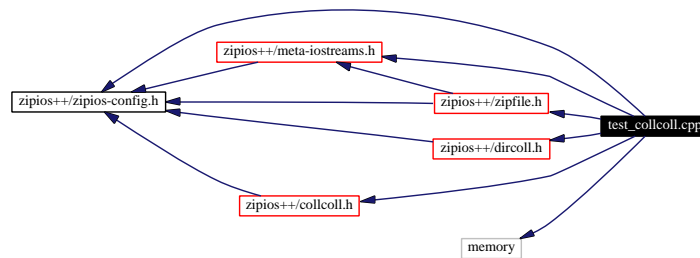 zipios++/meta-iostreams.h
zipios++/zipios-config.h
zipios++/zipfile.h
test_collcoll.cpp
zipios++/dircoll.h
zipios++/collcoll.h
memory